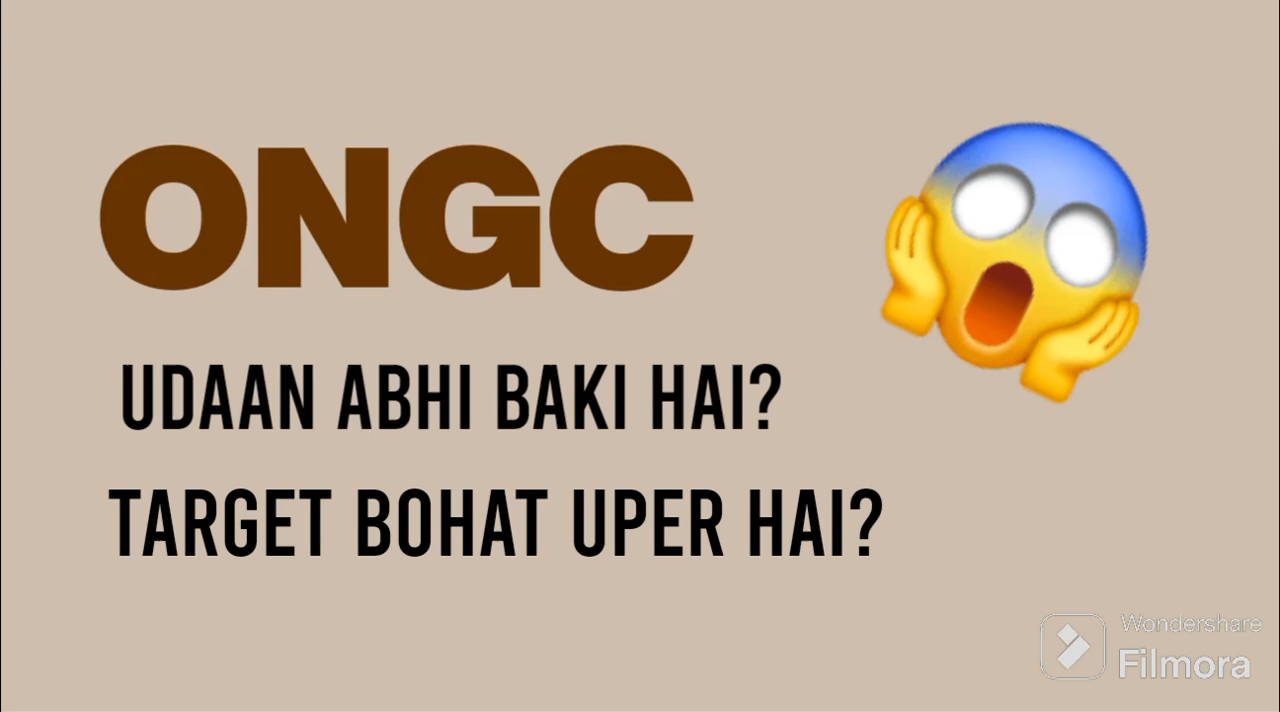 ONGC
UDAAN ABHI BAKI HAI?
TARGET BOHAT UPER HAI?
Wondershare
Filmora